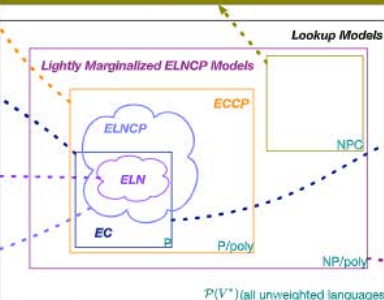 Lookup Models
Lightly Marginalized ELNCP Models
ECCP
ELNCP
NPC
ELN
EC
P
P/poly
NP/poly
P(V*)(all unweighted languages